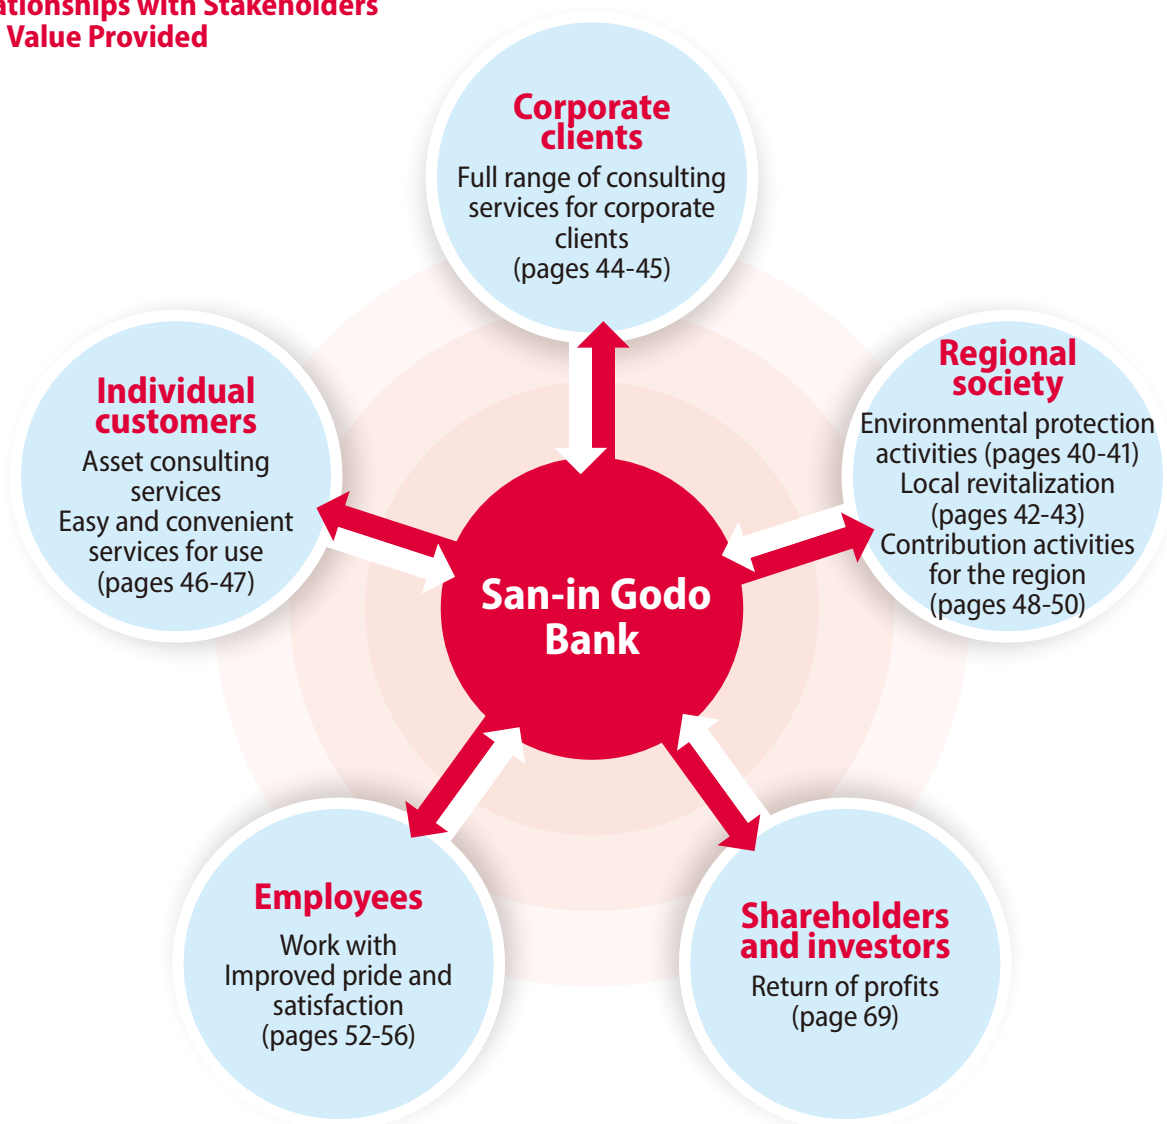 ationships with Stakeholders
Value Provided
Corporate
clients
Full range of consulting
services for corporate
clients
(pages 44-45)
Individual
customers
Asset consulting
services
Easy and convenient
services for use
(pages 46-47)
Regional
society
Environmental protection
activities (pages 40-41)
Local revitalization
(pages 42-43)
Contribution activities
for the region
(pages 48-50)
San-in Godo
Bank
Employees
Work with
Improved pride and
satisfaction
(pages 52-56)
Shareholders
and investors
Return of profits
(page 69)